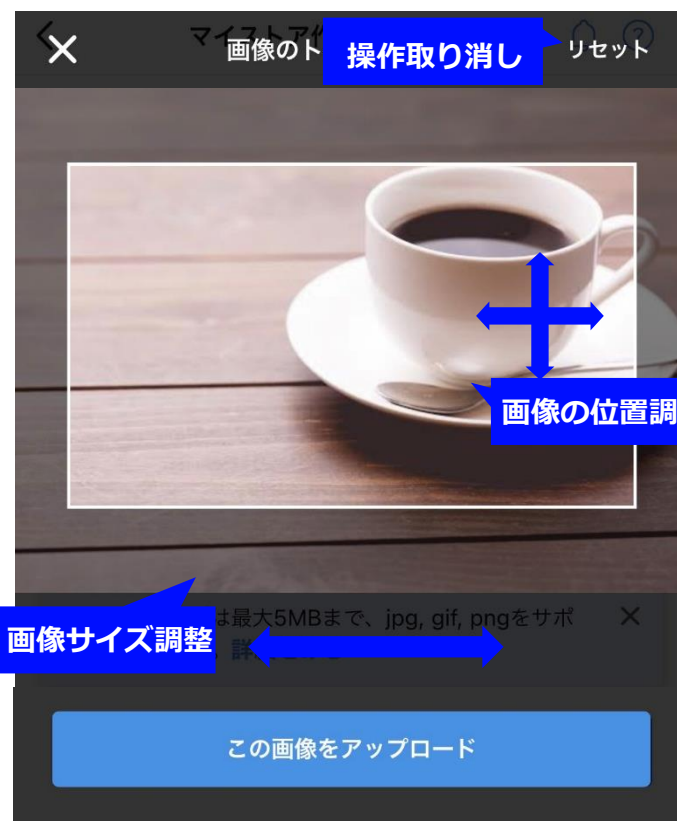 マイストア作
画像のト
操作取り消し
リセット
画像の位置調
は最大5MBまで、jpg, gif, pngをサポ
画像サイズ調整
詳
この画像をアップロード